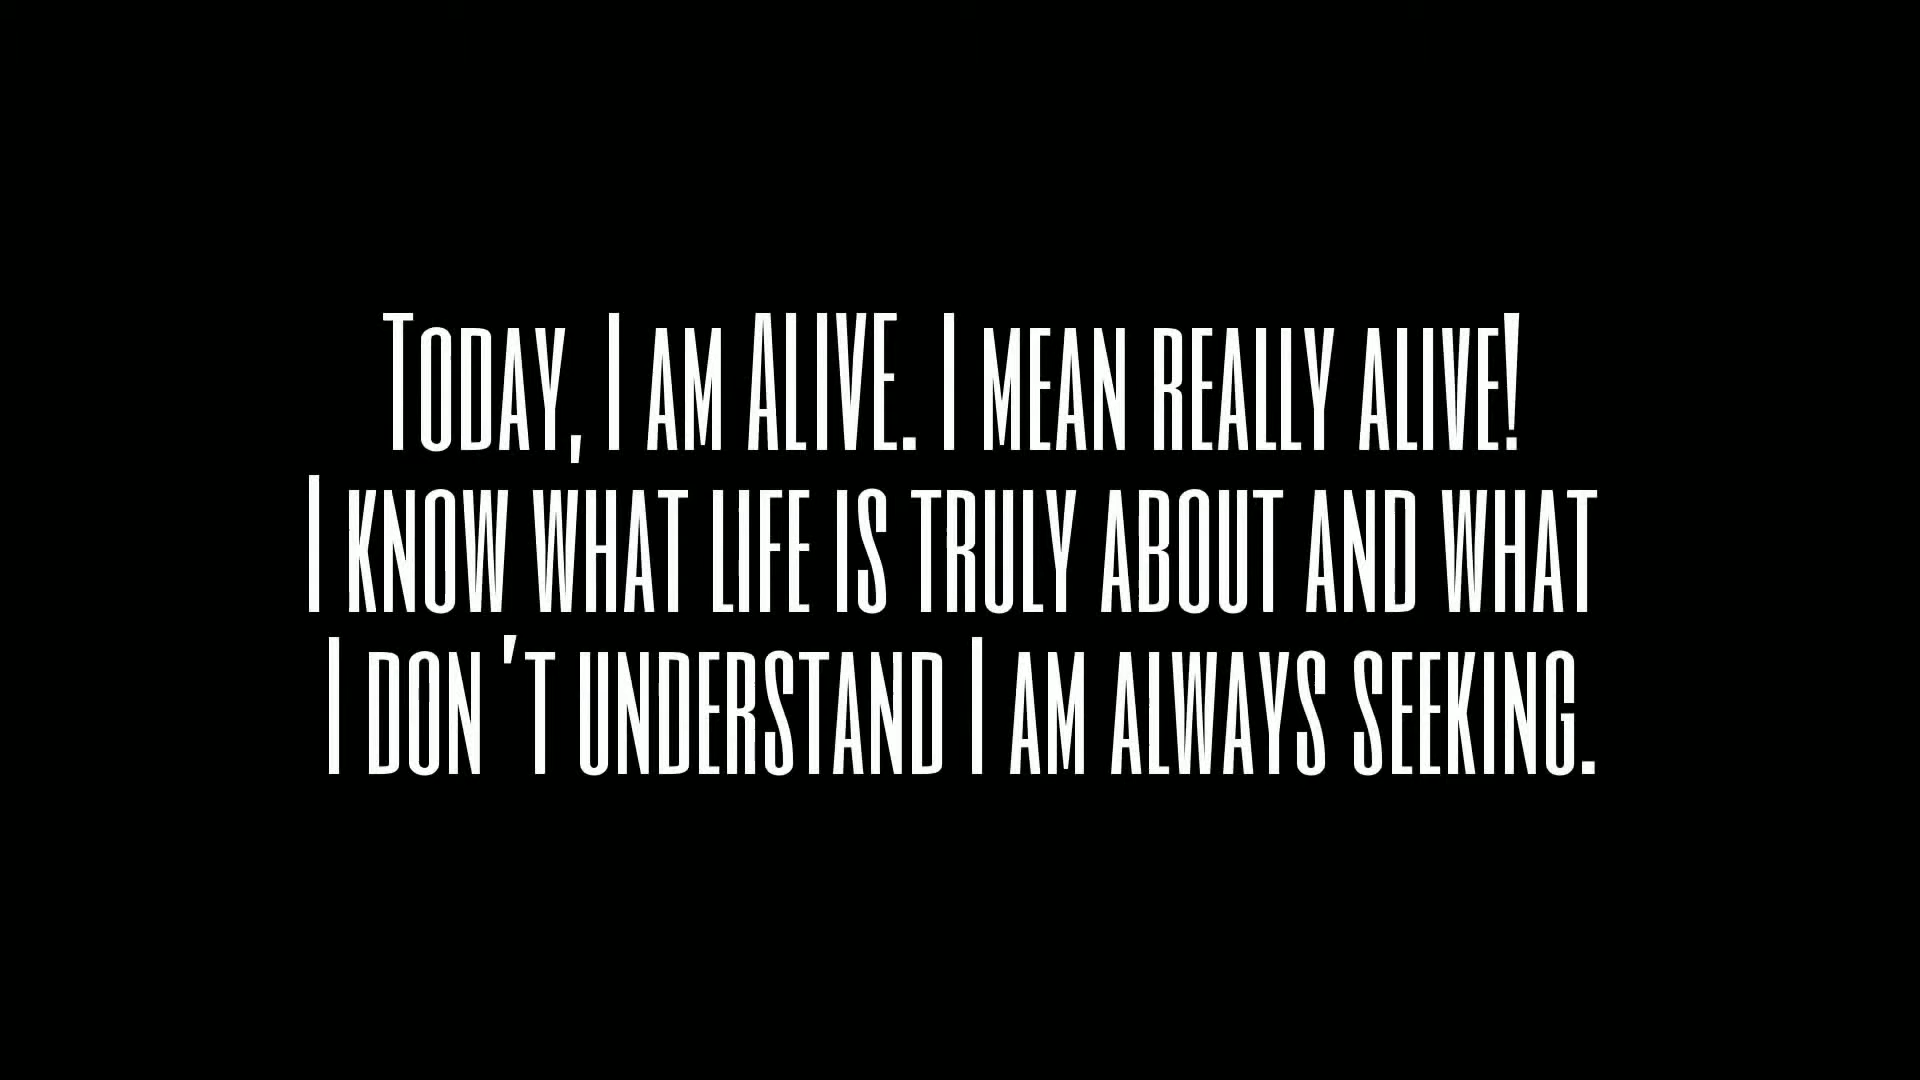 Today, I am ALIVE. I mean really alive!
I know what life is truly about and what
I don't understand I am always seeking.